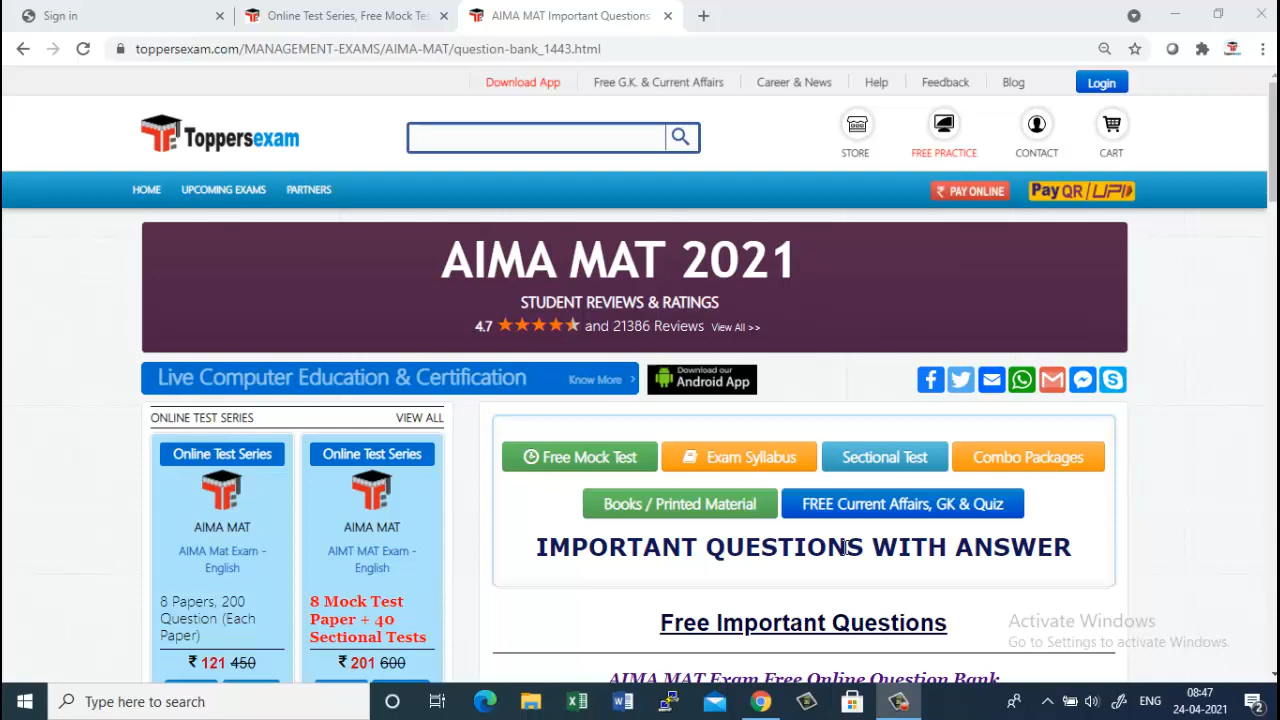 Sign in
Online Test Series, Free Mock Tes
AIMA MAT Important Questions
toppersexam.com/MANAGEMENT-EXAMS/AIMA-MAT/question-bank_1443.html
Download App
Free G.K. & Current Affairs
Career & News
Help
Feedback
Blog
Login
Toppersexam
STORE
FREE PRACTICE
CONTACT
CART
HOME
UPCOMING EXAMS
PARTNERS
₹ PAY ONLINE
Pay QR/UPI
AIMA MAT 2021
STUDENT REVIEWS & RATINGS
4.7 and 21386 Reviews View All >>
Live Computer Education & Certification
Know More >
Download our
Android App
ONLINE TEST SERIES
VIEW ALL
Online Test Series
AIMA MAT
AIMA Mat Exam -
English
8 Papers, 200
Question (Each
Paper)
₹ 121 450
Online Test Series
AIMA MAT
AIMT MAT Exam -
English
8 Mock Test
Paper + 40
Sectional Tests
₹ 201 600
Free Mock Test
Exam Syllabus
Sectional Test
Combo Packages
Books / Printed Material
FREE Current Affairs, GK & Quiz
IMPORTANT QUESTIONS WITH ANSWER
Free Important Questions
AIMA MAT Exam Free Online Question Bank
Activate Windows
Go to Settings to activate Windows.
Type here to search
ENG
08:47
24-04-2021
2